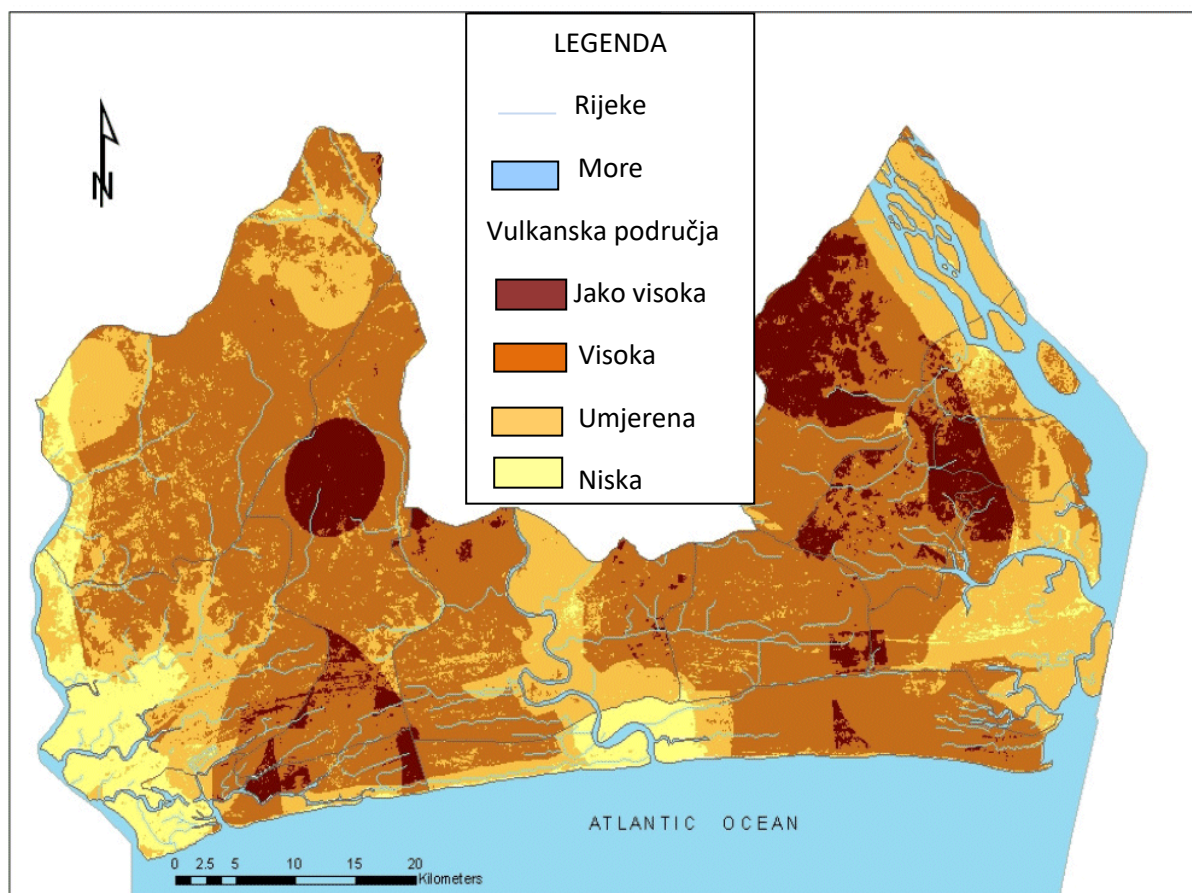 LEGENDA
Rijeke
More
Vulkanska područja
Jako visoka
Visoka
Umjerena
Niska
N
ATLANTIC OCEAN
0 2.5 5 10 15 20
Kilometers